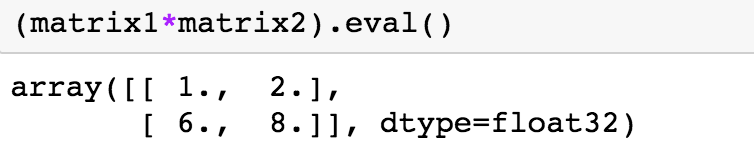 (matrix1*matrix2).eval()
array([[ 1.,  2.],
       [ 6.,  8.]], dtype=float32)